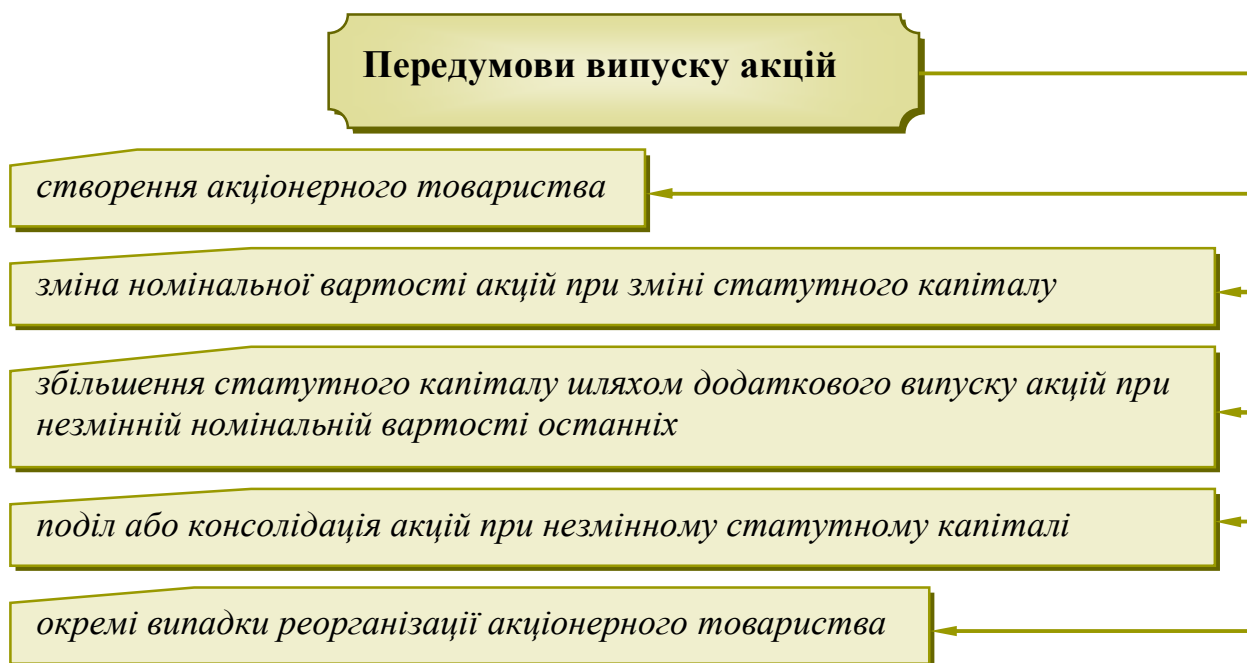 Передумови випуску акцій
створення акціонерного товариства
зміна номінальної вартості акцій при зміні статутного капіталу
збільшення статутного капіталу шляхом додаткового випуску акцій при
незмінній номінальній вартості останніх
поділ або консолідація акцій при незмінному статутному капіталі
окремі випадки реорганізації акціонерного товариства